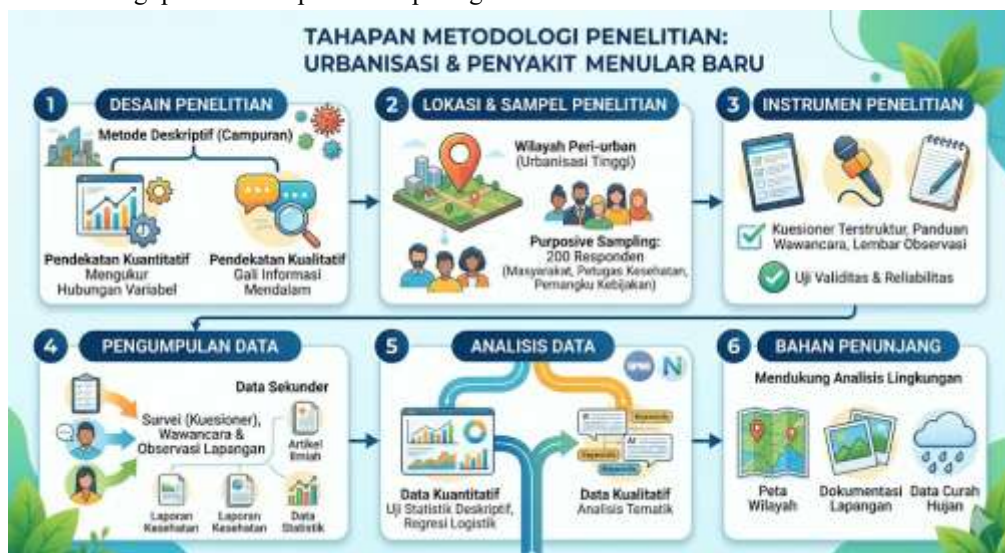 TAHAPAN METODOLOGI PENELITIAN:
URBANISASI & PENYAKIT MENULAR BARU
1 DESAIN PENELITIAN
Metode Deskriptif (Campuran)
Pendekatan Kuantitatif
Mengukur
Hubungan Variabel
Pendekatan Kualitatif
Gali Informasi
Mendalam
2 LOKASI & SAMPEL PENELITIAN
Wilayah Peri-urban
(Urbanisasi Tinggi)
Purposive Sampling:
200 Responden
(Masyarakat, Petugas Kesehatan,
Pemangku Kebijakan)
3 INSTRUMEN PENELITIAN
Kuesioner Terstruktur, Panduan
Wawancara, Lembar Observasi
Uji Validitas & Reliabilitas
4 PENGUMPULAN DATA
Data Sekunder
Survei (Kuesioner),
Wawancara &
Observasi Lapangan
Artikel
Ilmiah
Laporan
Kesehatan
Laporan
Kesehatan
Data
Statistik
5 ANALISIS DATA
N
AI
Data Kuantitatif
Uji Statistik Deskriptif,
Regresi Logistik
Data Kualitatif
Analisis Tematik
6 BAHAN PENUNJANG
Mendukung Analisis Lingkungan
Peta
Wilayah
Dokumentasi
Lapangan
Data Curah
Hujan